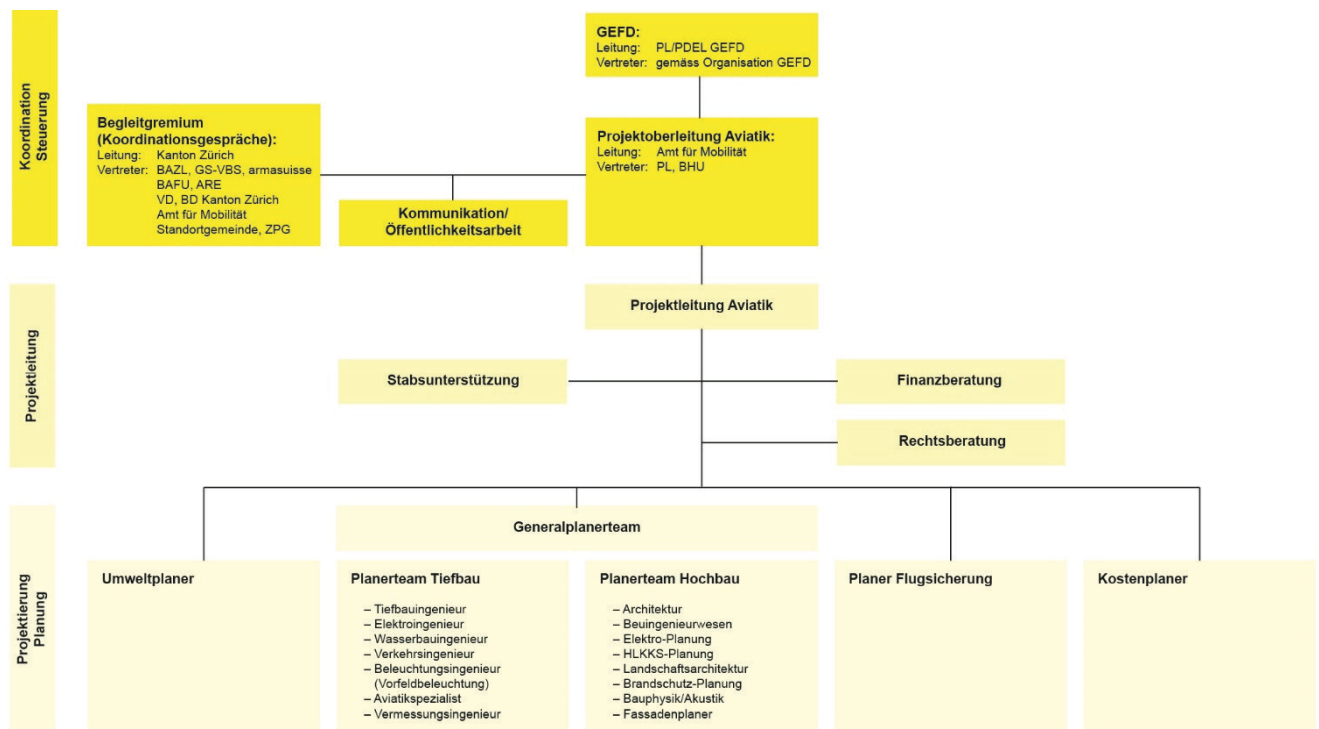 Koordination
Steuerung
GEFD:
Leitung: PL/PDEL GEFD
Vertreter: gemäss Organisation GEFD
Begleitgremium
(Koordinationsgespräche):
Leitung: Kanton Zürich
Vertreter: BAZL, GS-VBS, armasuisse
BAFU, ARE
VD, BD Kanton Zürich
Amt für Mobilität
Standortgemeinde, ZPG
Kommunikation/
Öffentlichkeitsarbeit
Projektoberleitung Aviatik:
Leitung: Amt für Mobilität
Vertreter: PL, BHU
Projektleitung
Projektleitung Aviatik
Stabsunterstützung
Finanzberatung
Rechtsberatung
Projektierung
Planung
Generalplanerteam
Umweltplaner
Planerteam Tiefbau
– Tiefbauingenieur
– Elektroingenieur
– Wasserbauingenieur
– Verkehrsingenieur
– Beleuchtungsingenieur
(Vorfeldbeleuchtung)
– Aviatikspezialist
– Vermessungsingenieur
Planerteam Hochbau
– Architektur
– Beuingenieurwesen
– Elektro-Planung
– HLKKS-Planung
– Landschaftsarchitektur
– Brandschutz-Planung
– Bauphysik/Akustik
– Fassadenplaner
Planer Flugsicherung
Kostenplaner